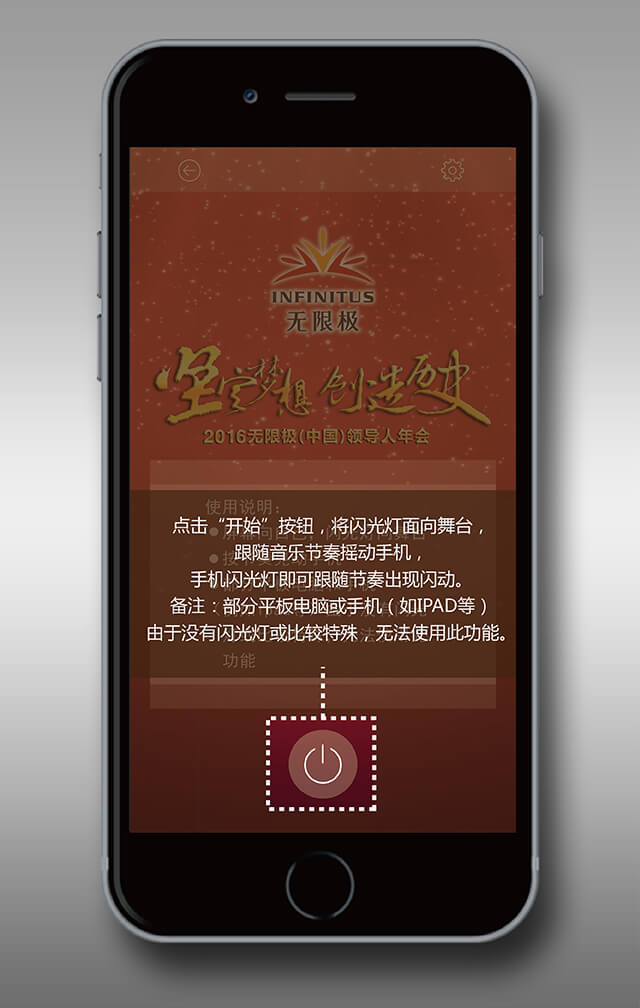 INFINITUS
无限极
坚定梦想 创造历史
2016无限极(中国)领导人年会
使用说明：
点击“开始”按钮，将闪光灯面向舞台，
跟随音乐节奏摇动手机，
手机闪光灯即可跟随节奏出现闪动。
备注：部分平板电脑或手机（如IPAD等）
由于没有闪光灯或比较特殊，无法使用此功能。
功能